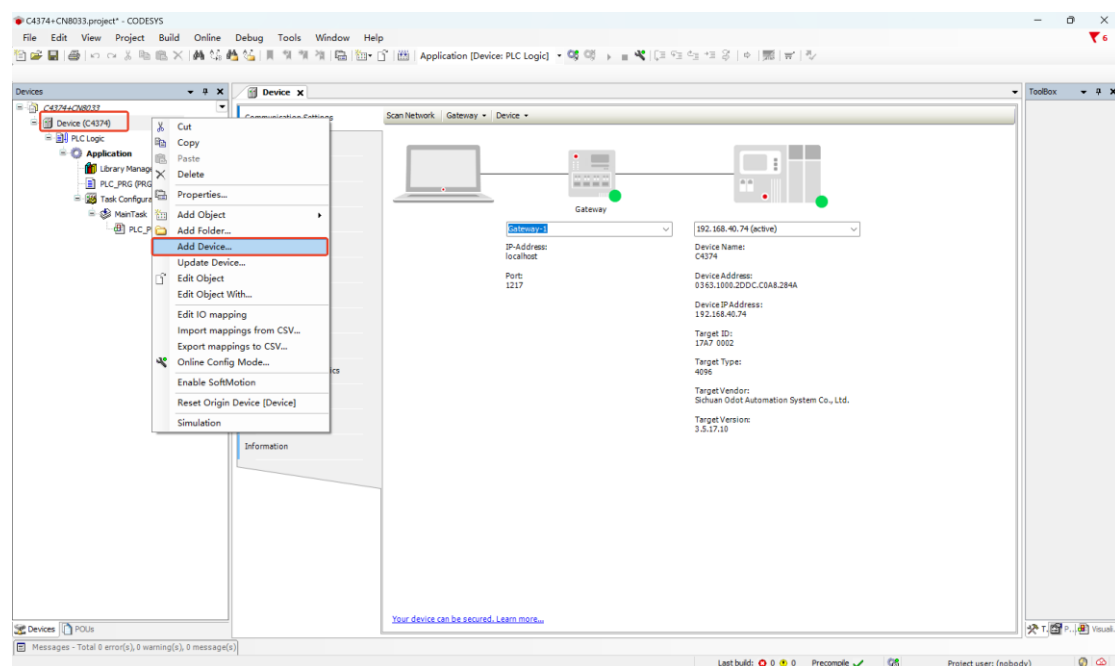 C4374+CN8033.project* - CODESYS
File Edit View Project Build Online Debug Tools Window Help
6
Application [Device: PLC Logic]
Devices
Device
ToolBox
C4374+CN8033
Device (C4374)
PLC Logic
Application
Library Manage
PLC_PRG (PRG
Task Configura
MainTask
PLC_P
Cut
Copy
Paste
Delete
Properties...
Add Object
Add Folder...
Add Device...
Update Device...
Edit Object
Edit Object With...
Edit IO mapping
Import mappings from CSV...
Export mappings to CSV...
Online Config Mode...
Enable SoftMotion
Reset Origin Device [Device]
Simulation
Communication Settings
ics
Information
Scan Network Gateway Device
Gateway
Gateway-1
IP-Address:
localhost
Port:
1217
192.168.40.74 (active)
Device Name:
C4374
Device Address:
0363.1000.2DDC.C0A8.284A
Device IP Address:
192.168.40.74
Target ID:
17A7 0002
Target Type:
4096
Target Vendor:
Sichuan Odot Automation System Co., Ltd.
Target Version:
3.5.17.10
Your device can be secured. Learn more...
Devices POUs
T. P... Visuali.
Messages - Total 0 error(s), 0 warning(s), 0 message(s)
Last build: 0 0 Precompile Project user: (nobody)